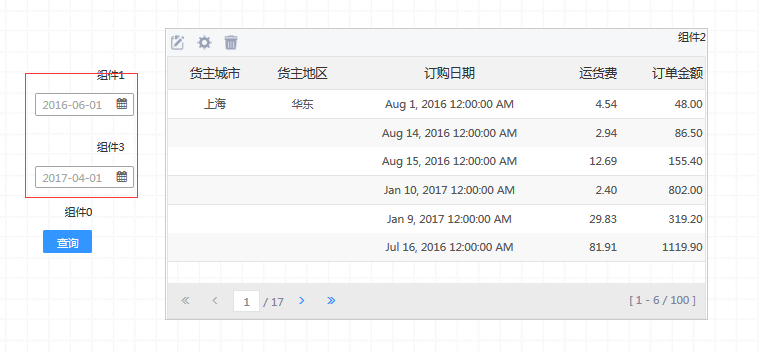 组件1
2016-06-01
组件3
2017-04-01
组件0
查询
组件2
货主城市 货主地区 订购日期 运货费 订单金额
上海 华东 Aug 1, 2016 12:00:00 AM 4.54 48.00
Aug 14, 2016 12:00:00 AM 2.94 86.50
Aug 15, 2016 12:00:00 AM 12.69 155.40
Jan 10, 2017 12:00:00 AM 2.40 802.00
Jan 9, 2017 12:00:00 AM 29.83 319.20
Jul 16, 2016 12:00:00 AM 81.91 1119.90
1 / 17 [ 1 - 6 / 100 ]